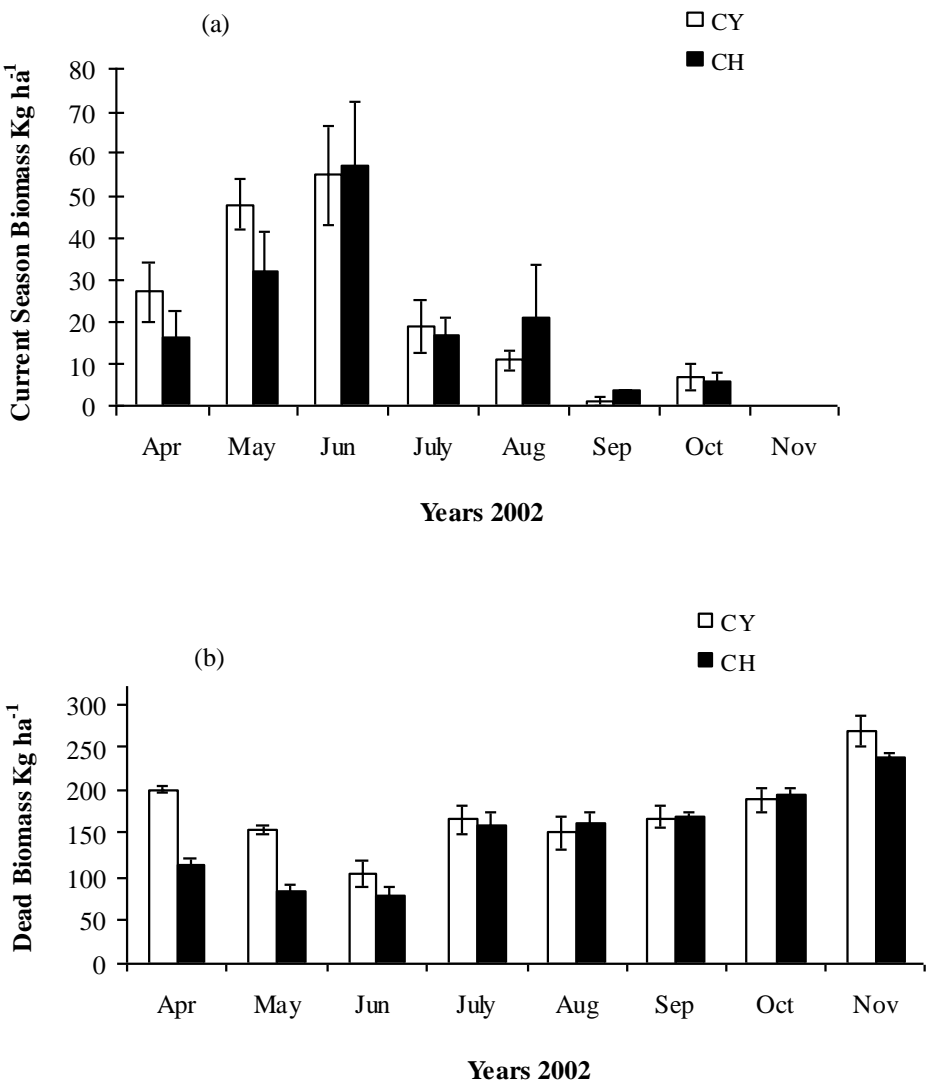 (a)
CY
CH
Current Season Biomass Kg ha-1
80
70
60
50
40
30
20
10
0
Apr May Jun July Aug Sep Oct Nov
Years 2002
(b)
CY
CH
Dead Biomass Kg ha-1
300
250
200
150
100
50
0
Apr May Jun July Aug Sep Oct Nov
Years 2002